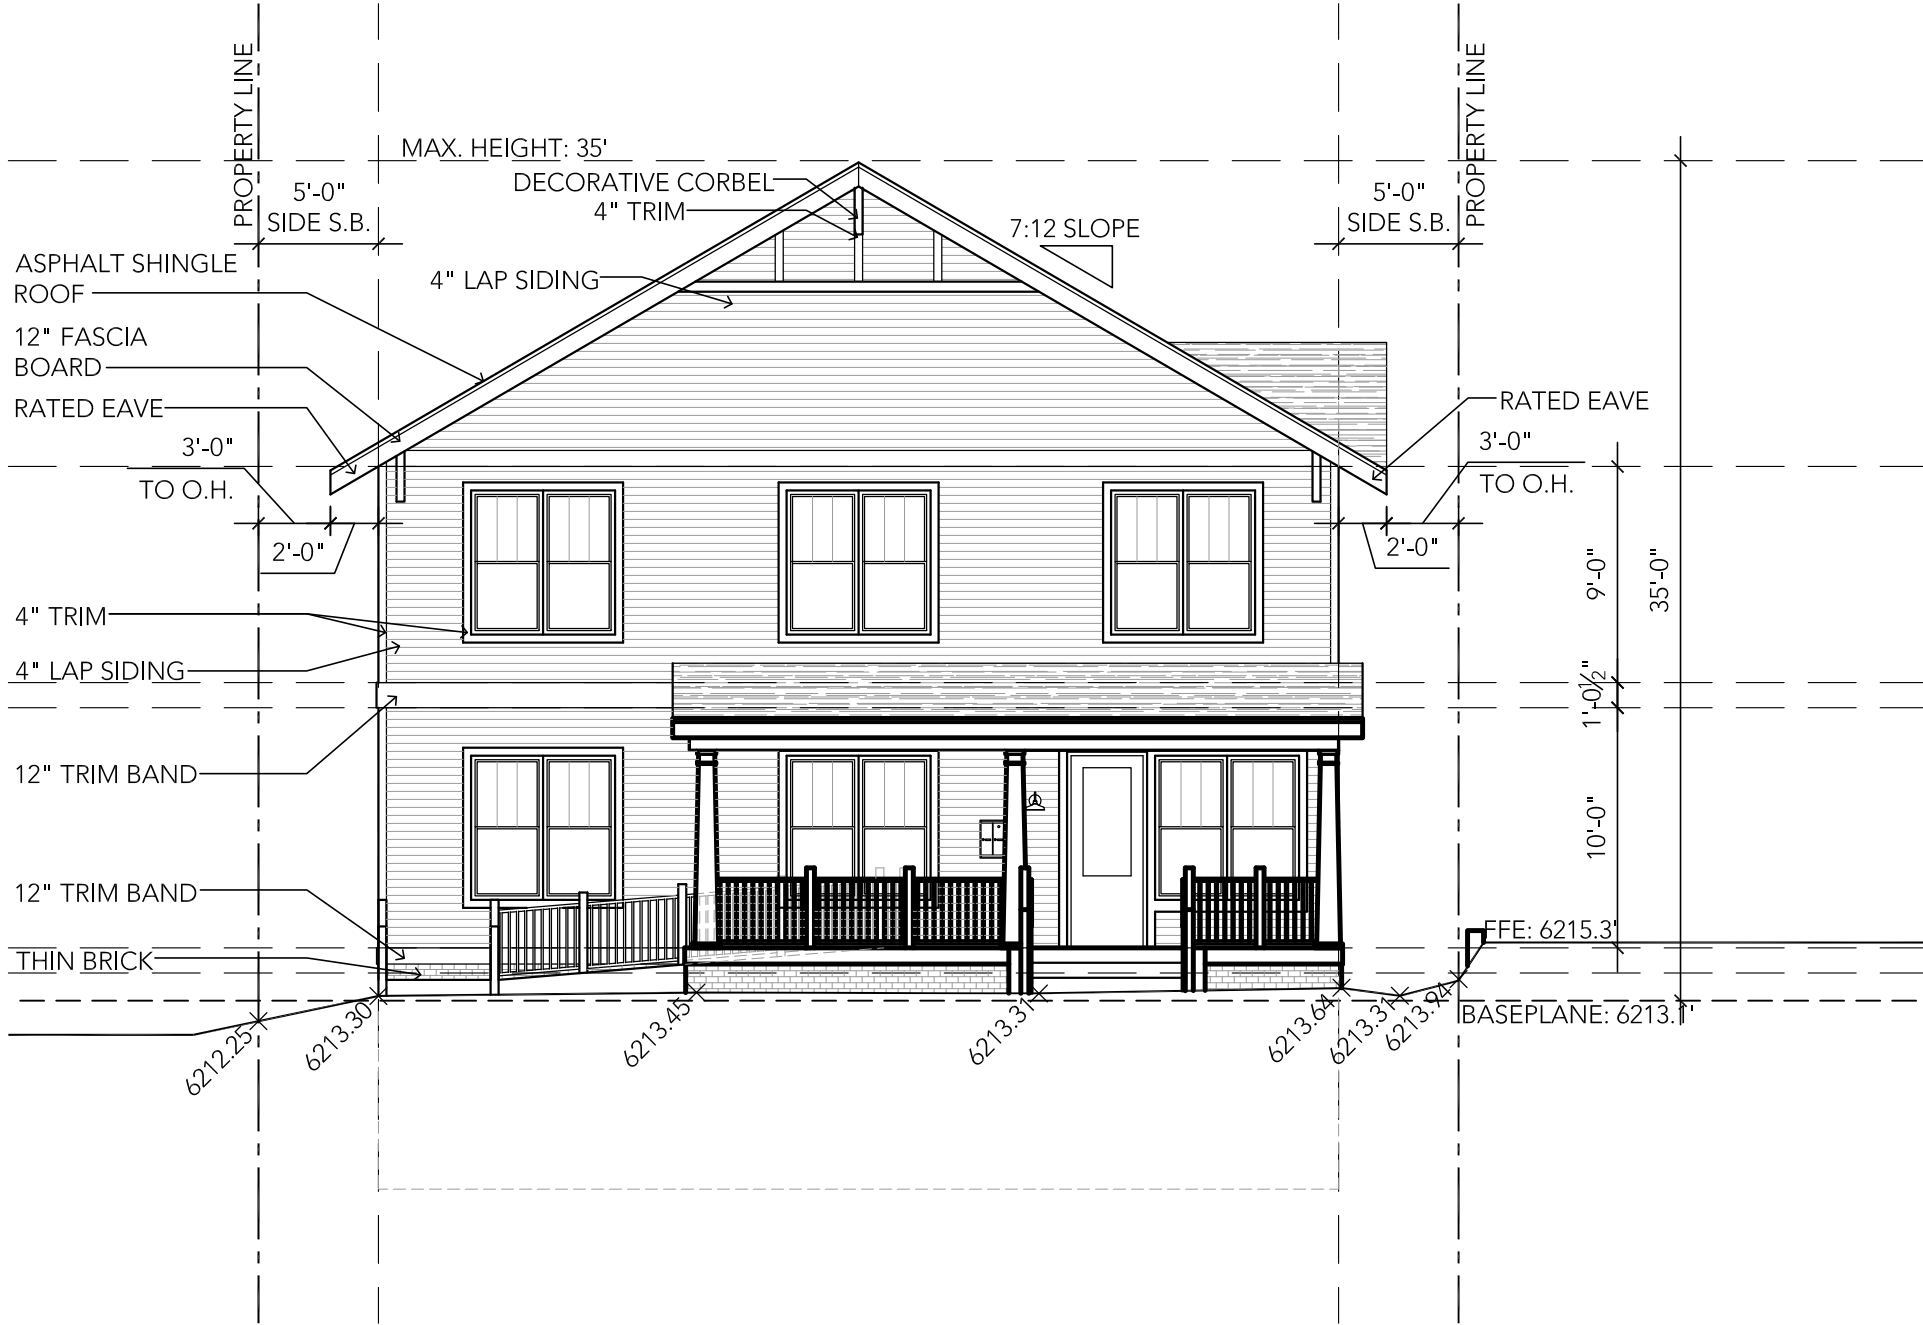 PROPERTY LINE
PROPERTY LINE
MAX. HEIGHT: 35'
DECORATIVE CORBEL
4" TRIM
5'-0"
SIDE S.B.
5'-0"
SIDE S.B.
7:12 SLOPE
ASPHALT SHINGLE
ROOF
4" LAP SIDING
12" FASCIA
BOARD
RATED EAVE
RATED EAVE
3'-0"
TO O.H.
3'-0"
TO O.H.
2'-0"
2'-0"
9'-0"
35'-0"
4" TRIM
4" LAP SIDING
1'-0½"
12" TRIM BAND
10'-0"
12" TRIM BAND
FFE: 6215.3'
THIN BRICK
BASEPLANE: 6213.1'
6212.25
6213.30
6213.45
6213.31
6213.64
6213.31
6213.94